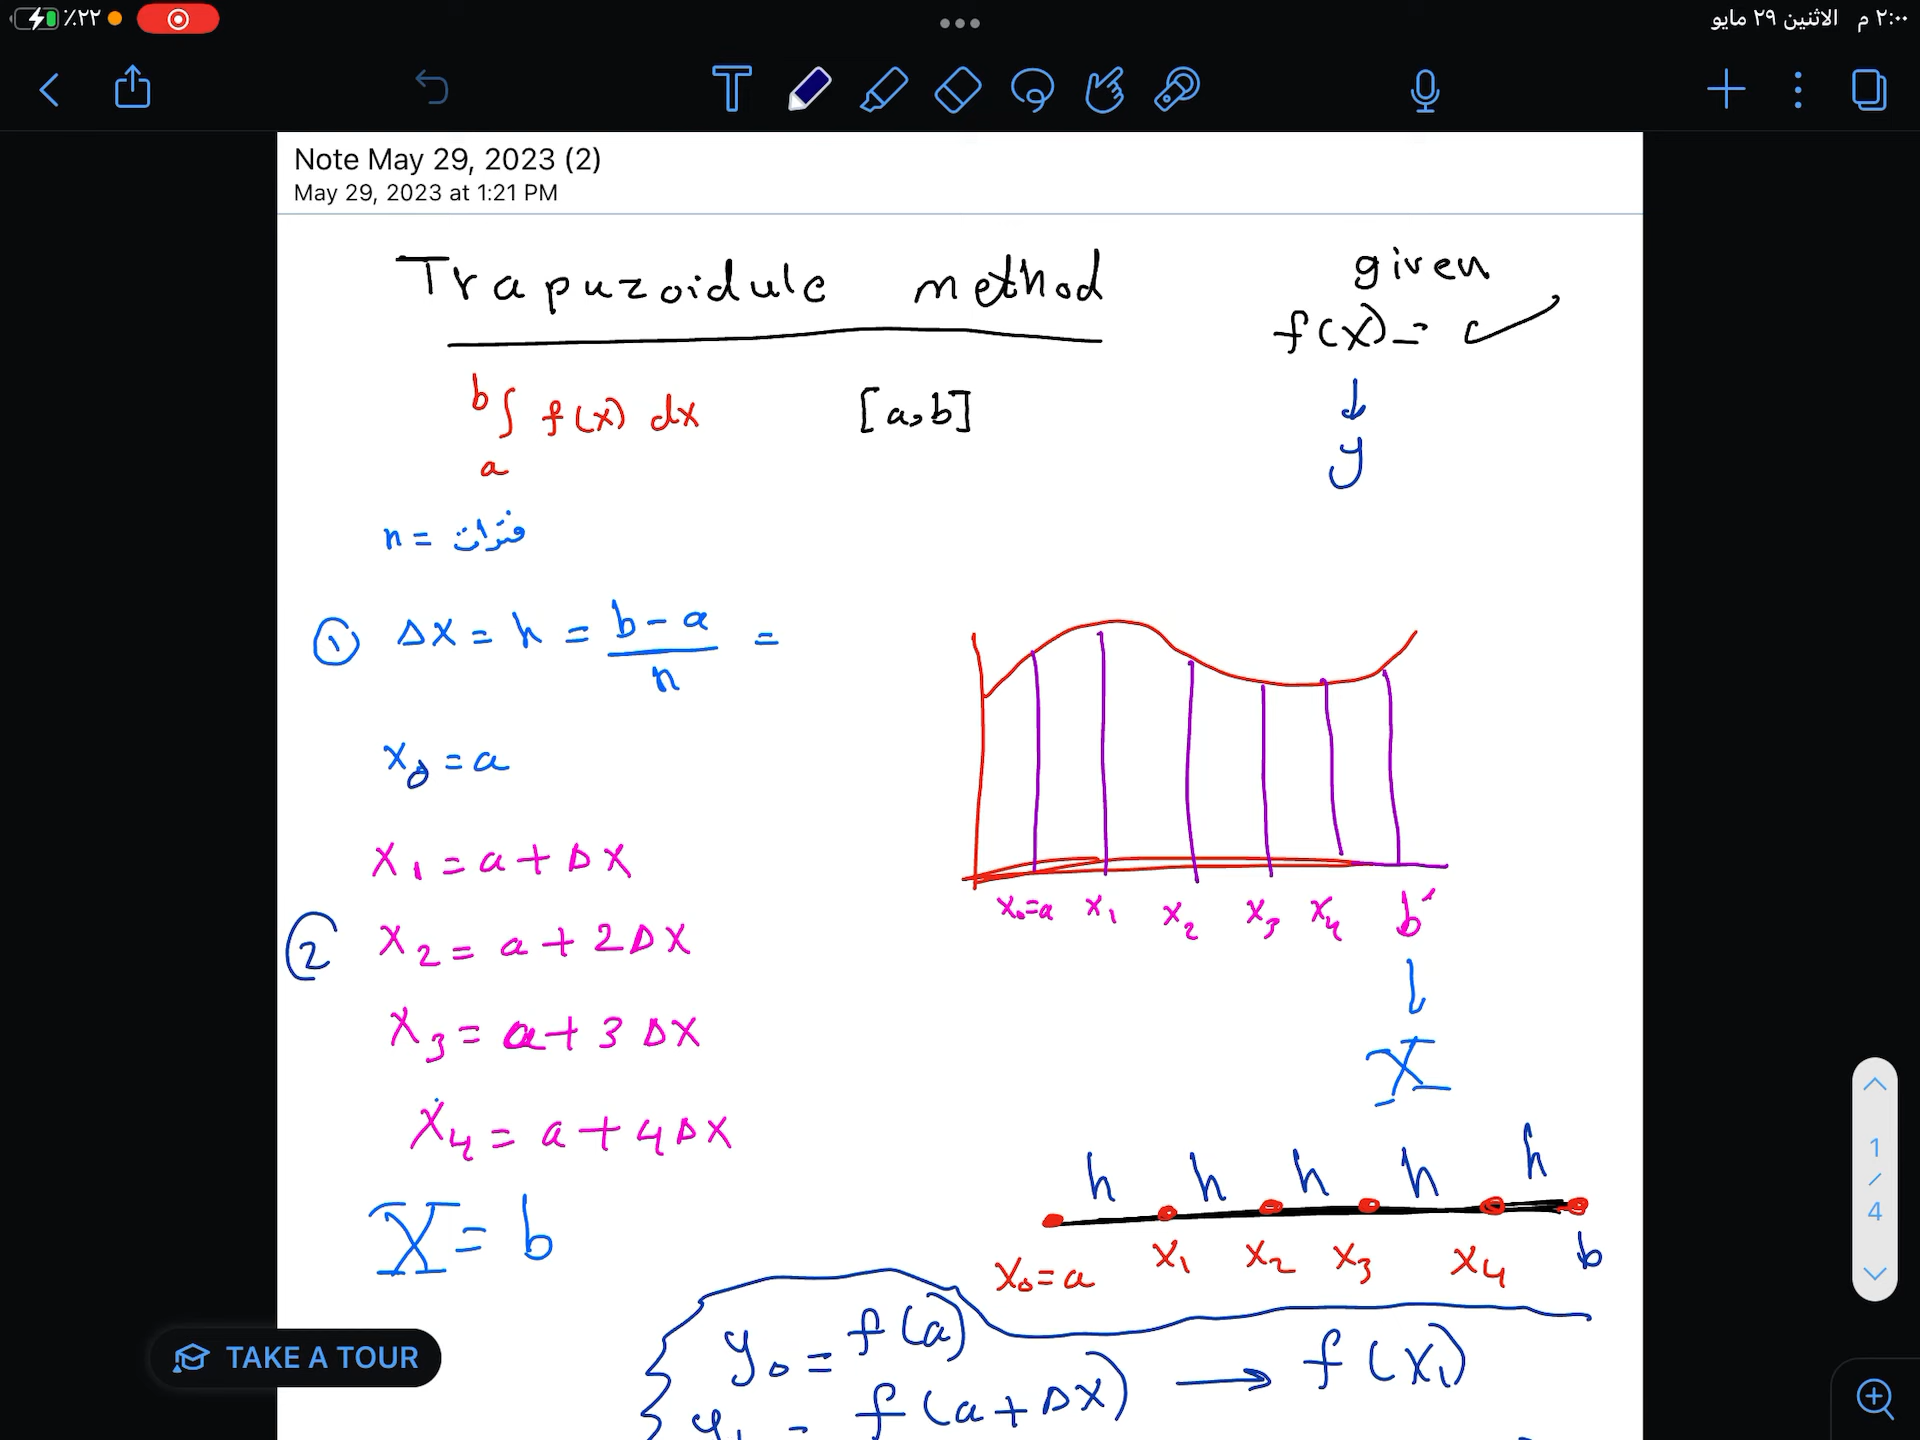 ٪٢٢
٢:٠٠ م الاثنين ٢٩ مايو
Note May 29, 2023 (2)
May 29, 2023 at 1:21 PM
Trapuzoidule method
given
f(x) =
b∫a f(x) dx
[a,b]
y
n = فترات
① Δx = h = b-a/n =
x0 = a
x1 = a + Δx
② x2 = a + 2Δx
x3 = a + 3Δx
x4 = a + 4Δx
X = b
x0=a x1 x2 x3 x4 b
X
h h h h h
x0=a x1 x2 x3 x4 b
y0 = f(a)
y1 = f(a+Δx) → f(x1)
1
/
4
TAKE A TOUR